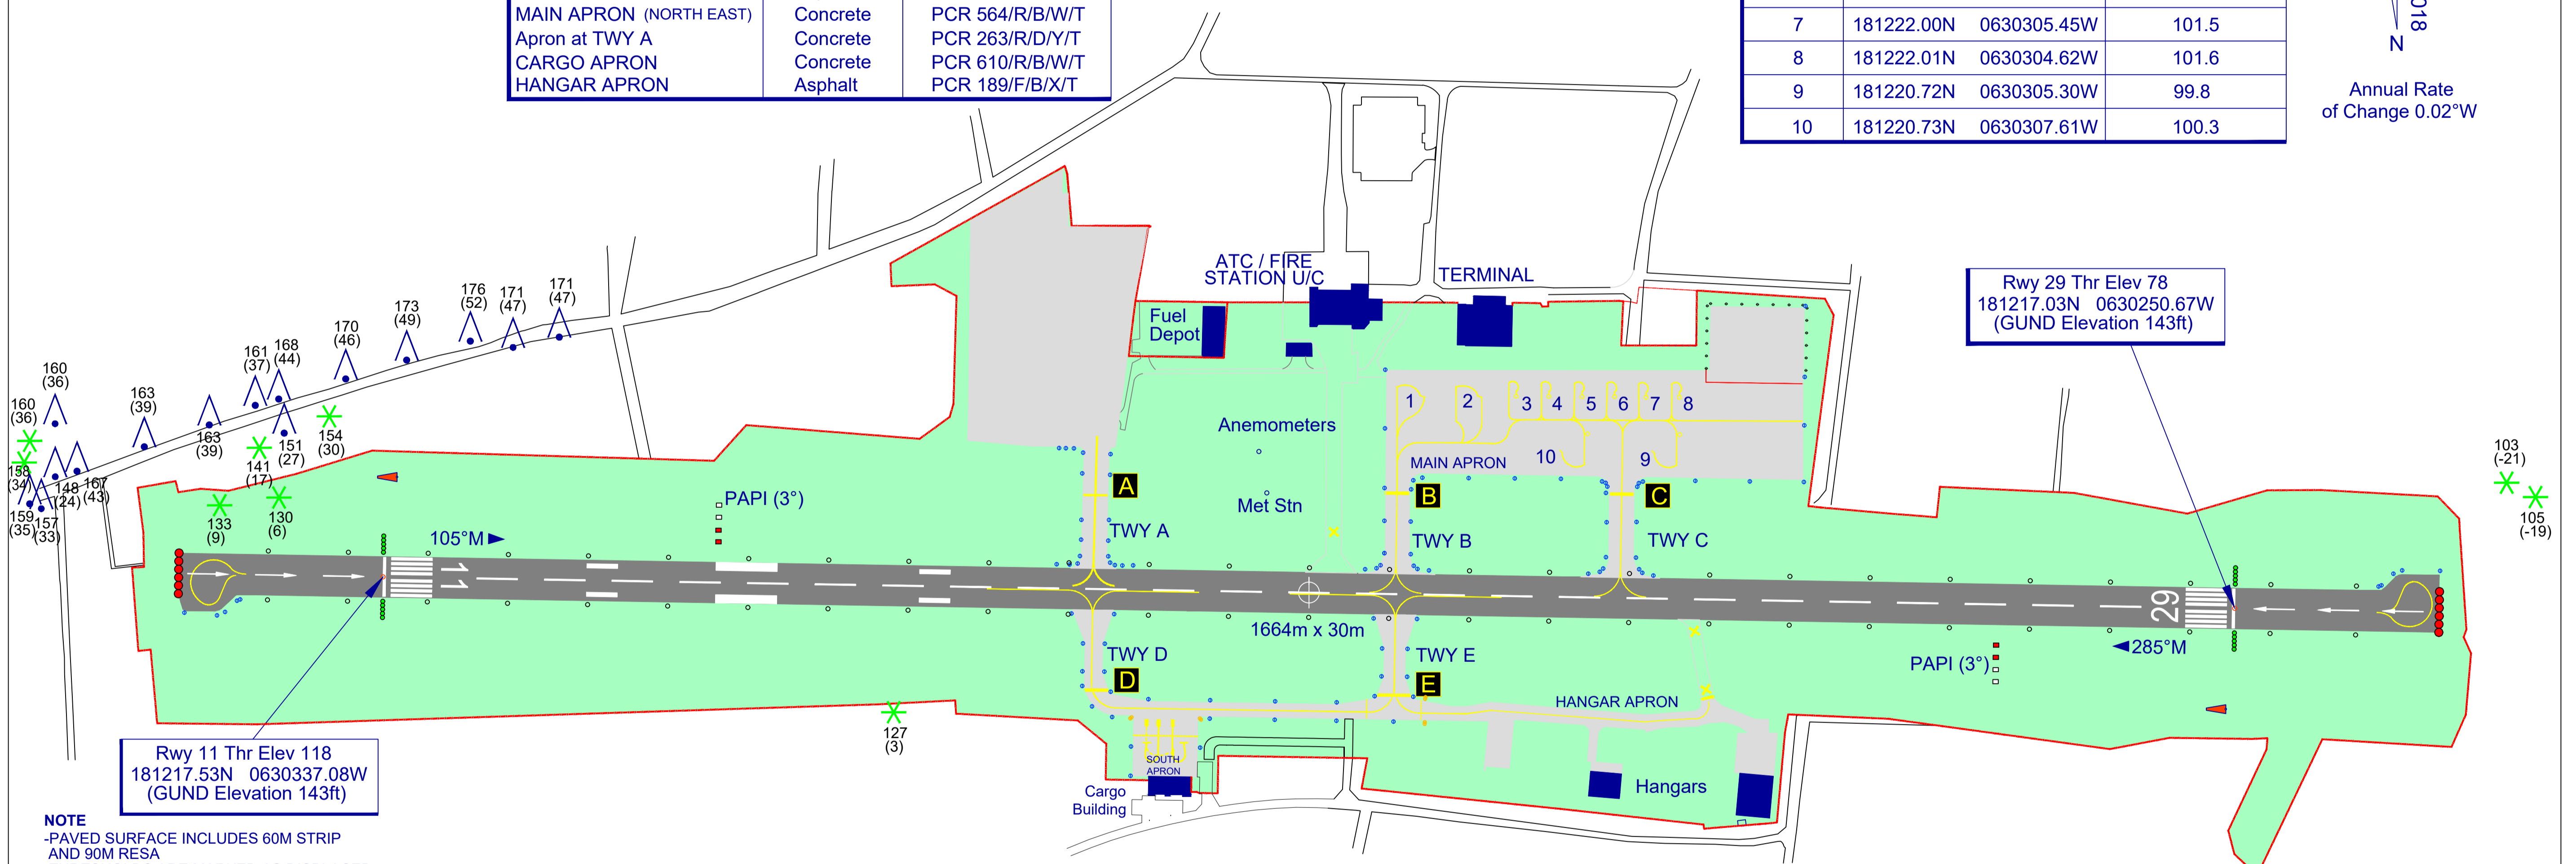 MAIN APRON (NORTH EAST) Concrete PCR 564/R/B/W/T
Apron at TWY A Concrete PCR 263/R/D/Y/T
CARGO APRON Concrete PCR 610/R/B/W/T
HANGAR APRON Asphalt PCR 189/F/B/X/T
7 181222.00N 0630305.45W 101.5
8 181222.01N 0630304.62W 101.6
9 181220.72N 0630305.30W 99.8
10 181220.73N 0630307.61W 100.3
018
N
Annual Rate
of Change 0.02°W
ATC / FIRE
STATION U/C
TERMINAL
Fuel
Depot
Rwy 29 Thr Elev 78
181217.03N 0630250.67W
(GUND Elevation 143ft)
160
(36)
160
(36)
163
(39)
163
(39)
161
(37)
168
(44)
170
(46)
173
(49)
176
(52)
171
(47)
171
(47)
158
(34)
159
(35)
157
(33)
148
(24)
167
(43)
141
(17)
151
(27)
154
(30)
133
(9)
130
(6)
103
(-21)
105
(-19)
1 2 3 4 5 6 7 8
Anemometers
MAIN APRON 10 9
Met Stn
PAPI (3°)
A
B
C
TWY A
TWY B
TWY C
105°M
11
29
1664m x 30m
TWY D
TWY E
D
E
285°M
PAPI (3°)
HANGAR APRON
127
(3)
SOUTH
APRON
Cargo
Building
Hangars
Rwy 11 Thr Elev 118
181217.53N 0630337.08W
(GUND Elevation 143ft)
NOTE
-PAVED SURFACE INCLUDES 60M STRIP
AND 90M RESA